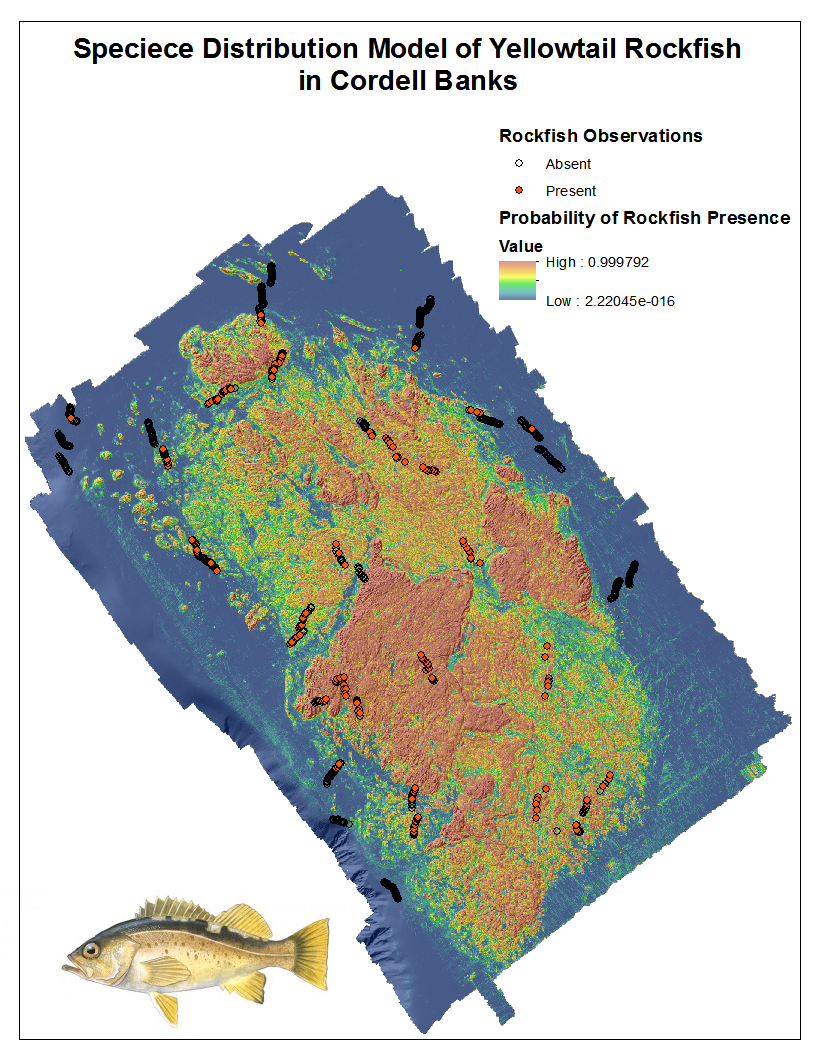 Speciece Distribution Model of Yellowtail Rockfish
in Cordell Banks
Rockfish Observations
Absent
Present
Probability of Rockfish Presence
Value
High : 0.999792
Low : 2.22045e-016